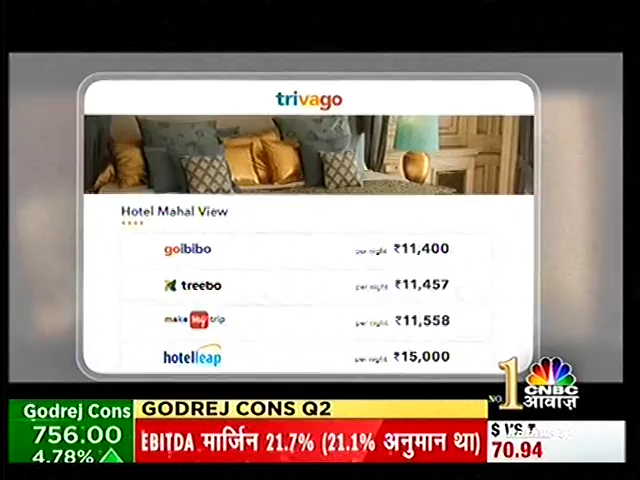 trivago
Hotel Mahal View
goibibo per night ₹11,400
treebo per night ₹11,457
make my trip per night ₹11,558
hotelleap per night ₹15,000
NO. 1 CNBC
आवाज़
Godrej Cons
756.00
4.78%
GODREJ CONS Q2
EBITDA मार्जिन 21.7% (21.1% अनुमान था)
70.94